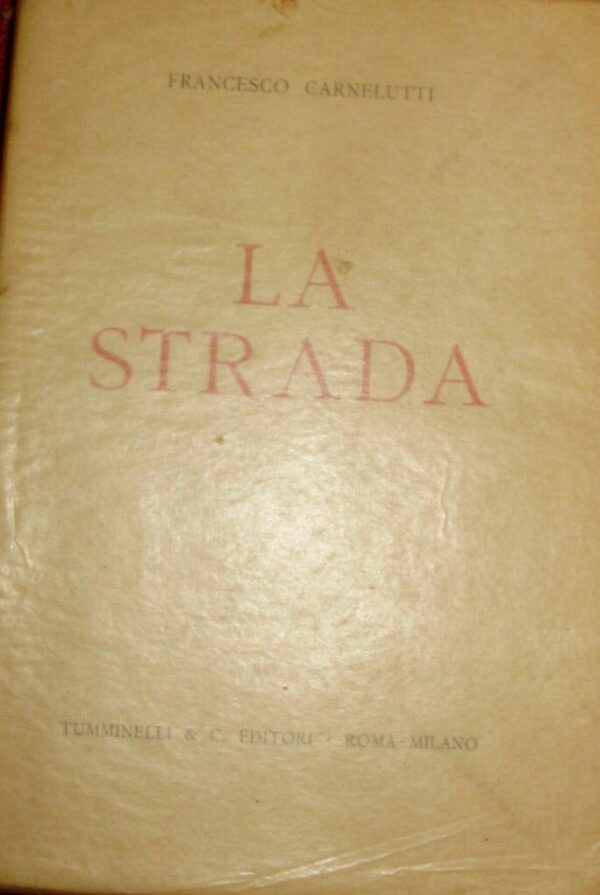 FRANCESCO CARNELUTTI
LA
STRADA
TUMMINELLI & C. EDITORI - ROMA - MILANO